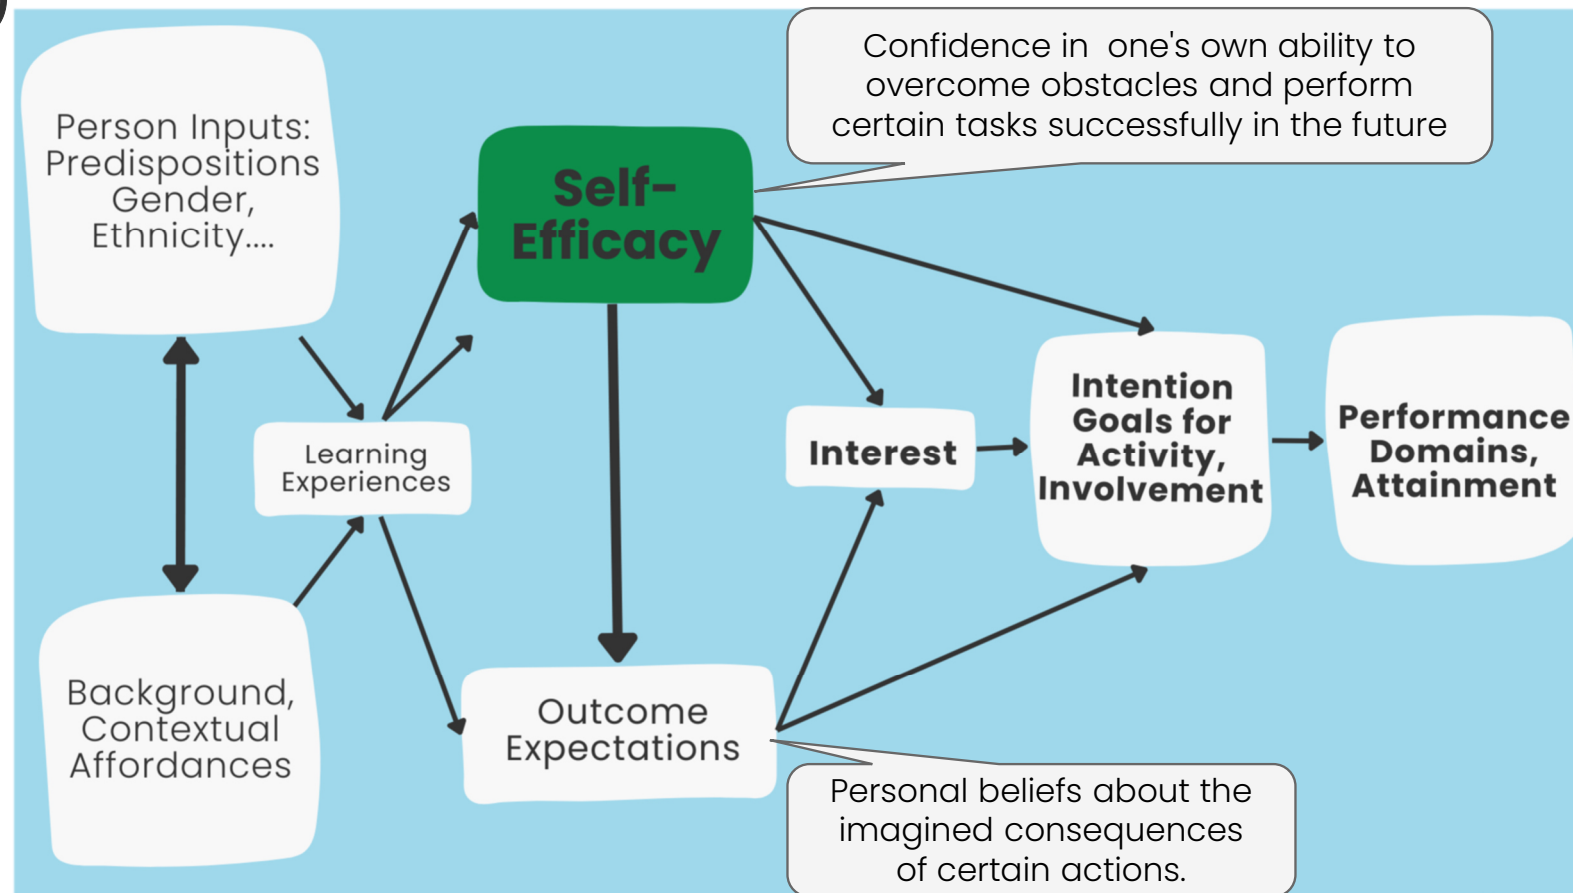 Person Inputs:
Predispositions
Gender,
Ethnicity....
Self-
Efficacy
Confidence in  one's own ability to
overcome obstacles and perform
certain tasks successfully in the future
Learning
Experiences
Interest
Intention
Goals for
Activity,
Involvement
Performance
Domains,
Attainment
Background,
Contextual
Affordances
Outcome
Expectations
Personal beliefs about the
imagined consequences
of certain actions.